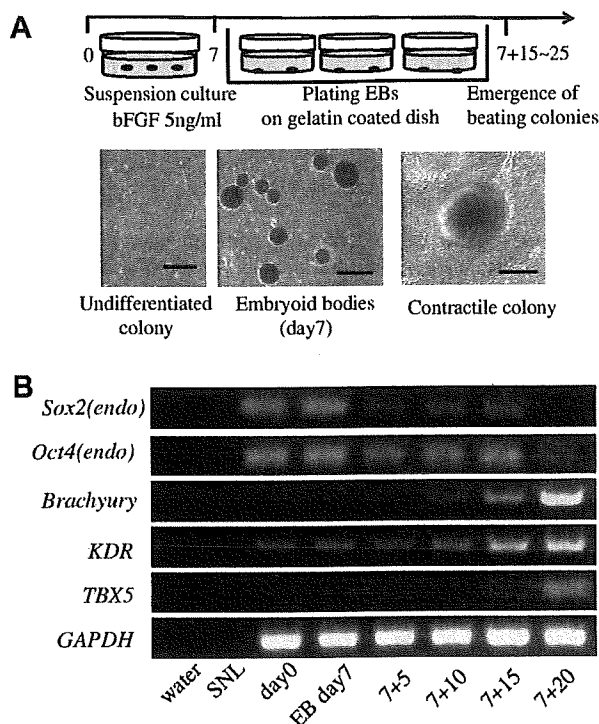 A
0
7
7+15~25
Suspension culture
bFGF 5ng/ml
Plating EBs
on gelatin coated dish
Emergence of
beating colonies
Undifferentiated
colony
Embryoid bodies
(day7)
Contractile colony
B
Sox2(endo)
Oct4(endo)
Brachyury
KDR
TBX5
GAPDH
water
SNL
day0
EB day7
7+5
7+10
7+15
7+20